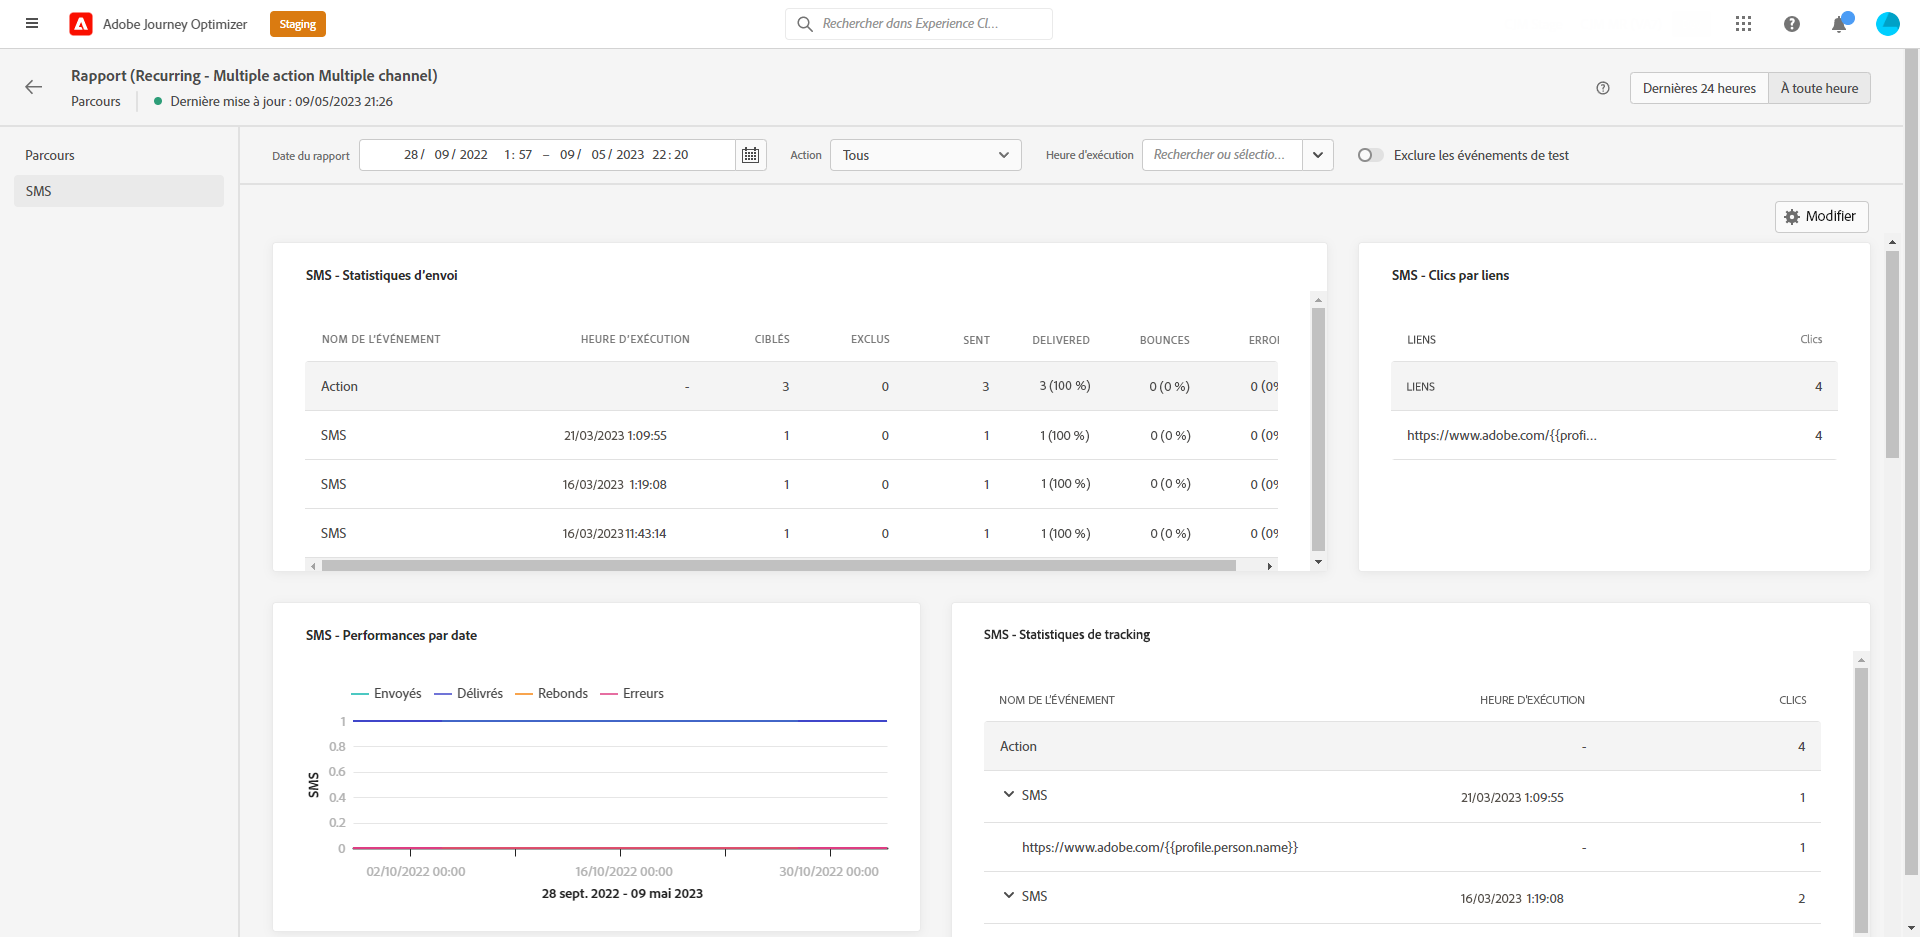 Adobe Journey Optimizer
Staging
Rechercher dans Experience Cl...
Rapport (Recurring - Multiple action Multiple channel)
Parcours
Dernière mise à jour : 09/05/2023 21:26
Dernières 24 heures
À toute heure
Parcours
SMS
Date du rapport
28 / 09 / 2022 1 : 57 – 09 / 05 / 2023 22 : 20
Action
Tous
Heure d'exécution
Rechercher ou sélectio...
Exclure les événements de test
Modifier
SMS - Statistiques d'envoi
NOM DE L'ÉVÉNEMENT HEURE D'EXÉCUTION CIBLÉS EXCLUS SENT DELIVERED BOUNCES ERROI
Action - 3 0 3 3 (100 %) 0 (0 %) 0 (0%
SMS 21/03/2023 1:09:55 1 0 1 1 (100 %) 0 (0 %) 0 (0%
SMS 16/03/2023 1:19:08 1 0 1 1 (100 %) 0 (0 %) 0 (0%
SMS 16/03/2023 11:43:14 1 0 1 1 (100 %) 0 (0 %) 0 (0%
SMS - Clics par liens
LIENS Clics
LIENS 4
https://www.adobe.com/{{profi... 4
SMS - Performances par date
Envoyés Délivrés Rebonds Erreurs
1
0.8
0.6
0.4
0.2
0
SMS
02/10/2022 00:00 16/10/2022 00:00 30/10/2022 00:00
28 sept. 2022 - 09 mai 2023
SMS - Statistiques de tracking
NOM DE L'ÉVÉNEMENT HEURE D'EXÉCUTION CLICS
Action - 4
SMS 21/03/2023 1:09:55 1
https://www.adobe.com/{{profile.person.name}} - 1
SMS 16/03/2023 1:19:08 2